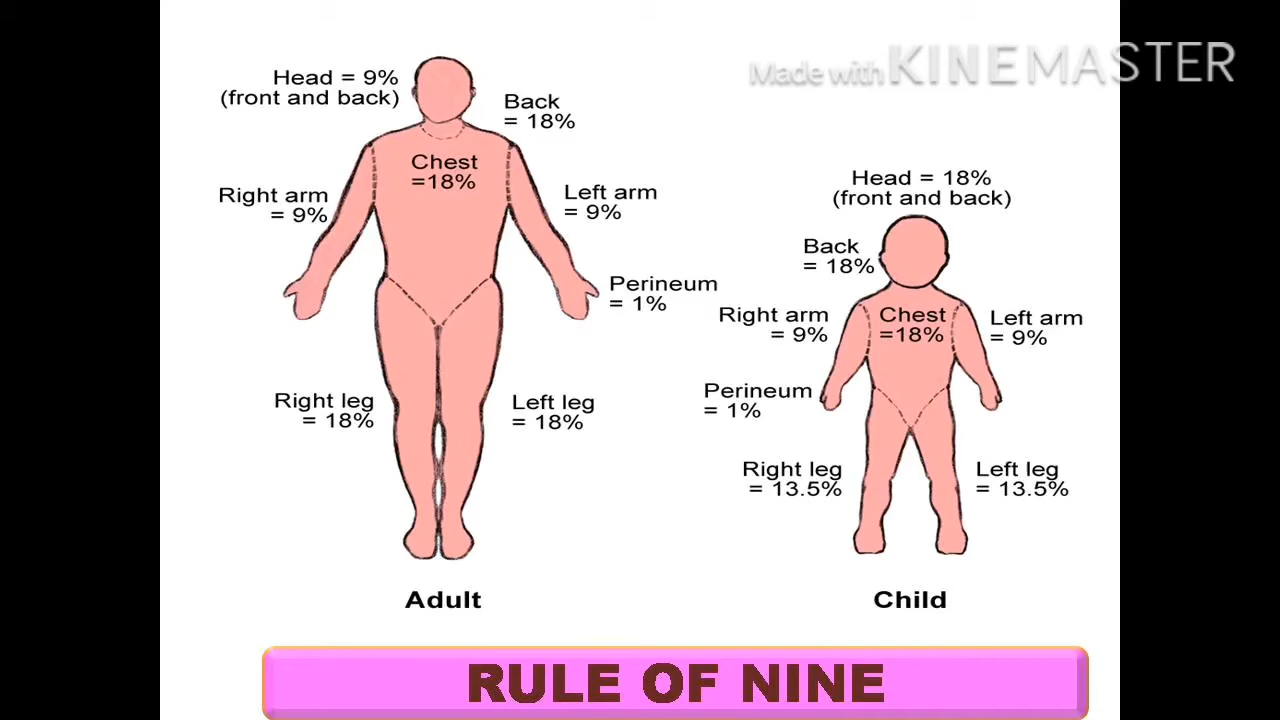 Made with KINEMASTER
Head = 9%
(front and back)
Back
= 18%
Chest
=18%
Right arm
= 9%
Left arm
= 9%
Perineum
= 1%
Right leg
= 18%
Left leg
= 18%
Adult
Head = 18%
(front and back)
Back
= 18%
Right arm
= 9%
Chest
=18%
Left arm
= 9%
Perineum
= 1%
Right leg
= 13.5%
Left leg
= 13.5%
Child
RULE OF NINE